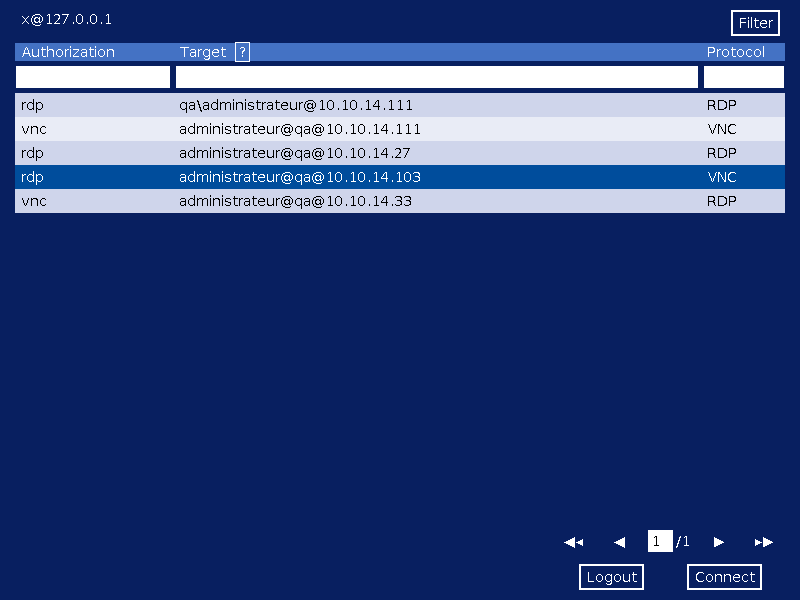 x@127.0.0.1
Filter
Authorization Target ? Protocol
rdp qa\administrateur@10.10.14.111 RDP
vnc administrateur@qa@10.10.14.111 VNC
rdp administrateur@qa@10.10.14.27 RDP
rdp administrateur@qa@10.10.14.103 VNC
vnc administrateur@qa@10.10.14.33 RDP
1 /1
Logout Connect